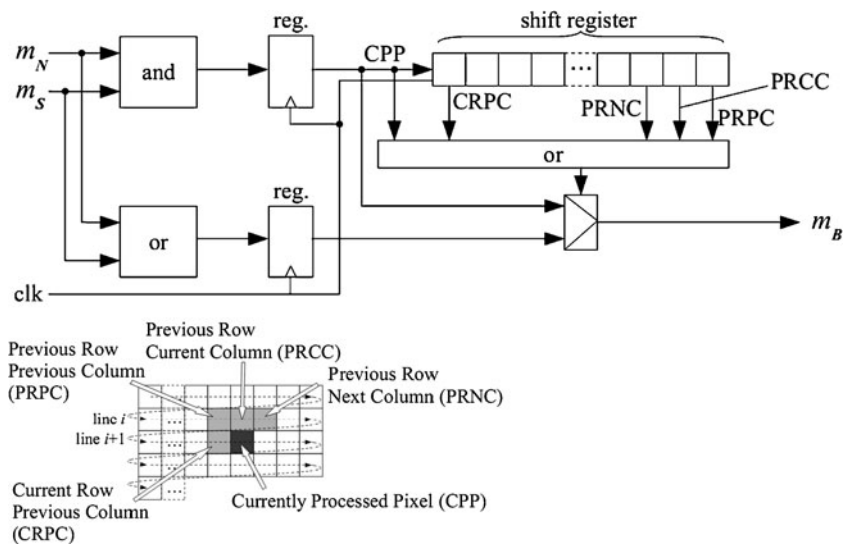 reg.
shift register
m_N
and
CPP
...
m_S
CRPC
PRNC
PRCC
PRPC
or
reg.
or
m_B
clk
Previous Row
Current Column (PRCC)
Previous Row
Previous Column
(PRPC)
Previous Row
Next Column (PRNC)
line i
...
line i+1
...
...
...
Current Row
Previous Column
(CRPC)
Currently Processed Pixel (CPP)